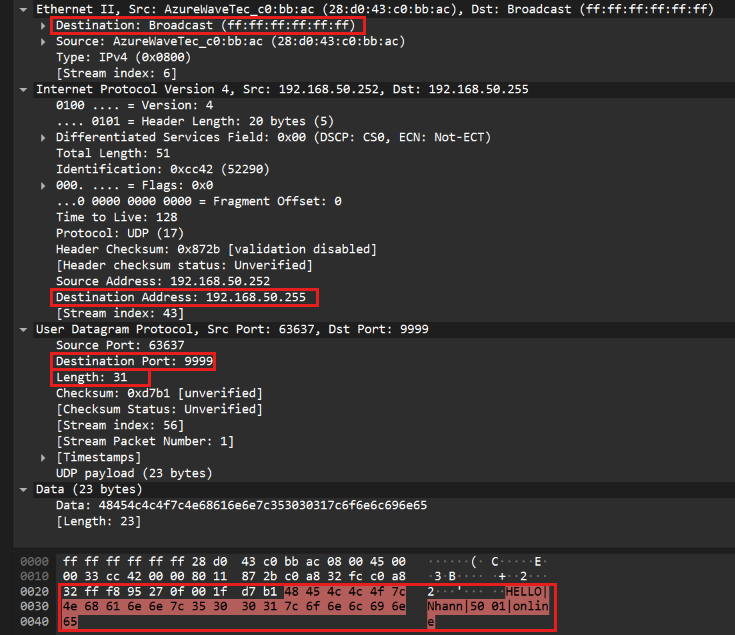 Ethernet II, Src: AzureWaveTec_c0:bb:ac (28:d0:43:c0:bb:ac), Dst: Broadcast (ff:ff:ff:ff:ff:ff)
Destination: Broadcast (ff:ff:ff:ff:ff:ff)
Source: AzureWaveTec_c0:bb:ac (28:d0:43:c0:bb:ac)
Type: IPv4 (0x0800)
[Stream index: 6]
Internet Protocol Version 4, Src: 192.168.50.252, Dst: 192.168.50.255
0100 .... = Version: 4
.... 0101 = Header Length: 20 bytes (5)
Differentiated Services Field: 0x00 (DSCP: CS0, ECN: Not-ECT)
Total Length: 51
Identification: 0xcc42 (52290)
000. .... = Flags: 0x0
...0 0000 0000 0000 = Fragment Offset: 0
Time to Live: 128
Protocol: UDP (17)
Header Checksum: 0x872b [validation disabled]
[Header checksum status: Unverified]
Source Address: 192.168.50.252
Destination Address: 192.168.50.255
[Stream index: 43]
User Datagram Protocol, Src Port: 63637, Dst Port: 9999
Source Port: 63637
Destination Port: 9999
Length: 31
Checksum: 0xd7b1 [unverified]
[Checksum Status: Unverified]
[Stream index: 56]
[Stream Packet Number: 1]
[Timestamps]
UDP payload (23 bytes)
Data (23 bytes)
Data: 48454c4c4f7c4e68616e6e7c353030317c6f6e6c696e65
[Length: 23]
0000 ff ff ff ff ff ff 28 d0 43 c0 bb ac 08 00 45 00 ······(· C·····E·
0010 00 33 cc 42 00 00 80 11 87 2b c0 a8 32 fc c0 a8 ·3·B···· ·+··2···
0020 32 ff f8 95 27 0f 00 1f d7 b1 48 45 4c 4c 4f 7c 2···'··· ··HELLO|
0030 4e 68 61 6e 6e 7c 35 30 30 31 7c 6f 6e 6c 69 6e Nhann|50 01|onlin
0040 65 e